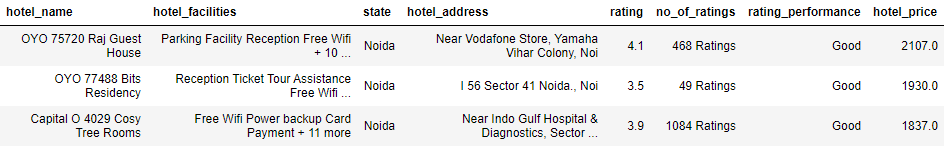 hotel_name hotel_facilities state hotel_address rating no_of_ratings rating_performance hotel_price
OYO 75720 Raj Guest House Parking Facility Reception Free Wifi + 10 ... Noida Near Vodafone Store, Yamaha Vihar Colony, Noi 4.1 468 Ratings Good 2107.0
OYO 77488 Bits Residency Reception Ticket Tour Assistance Free Wifi ... Noida I 56 Sector 41 Noida., Noi 3.5 49 Ratings Good 1930.0
Capital O 4029 Cosy Tree Rooms Free Wifi Power backup Card Payment + 11 more Noida Near Indo Gulf Hospital & Diagnostics, Sector ... 3.9 1084 Ratings Good 1837.0